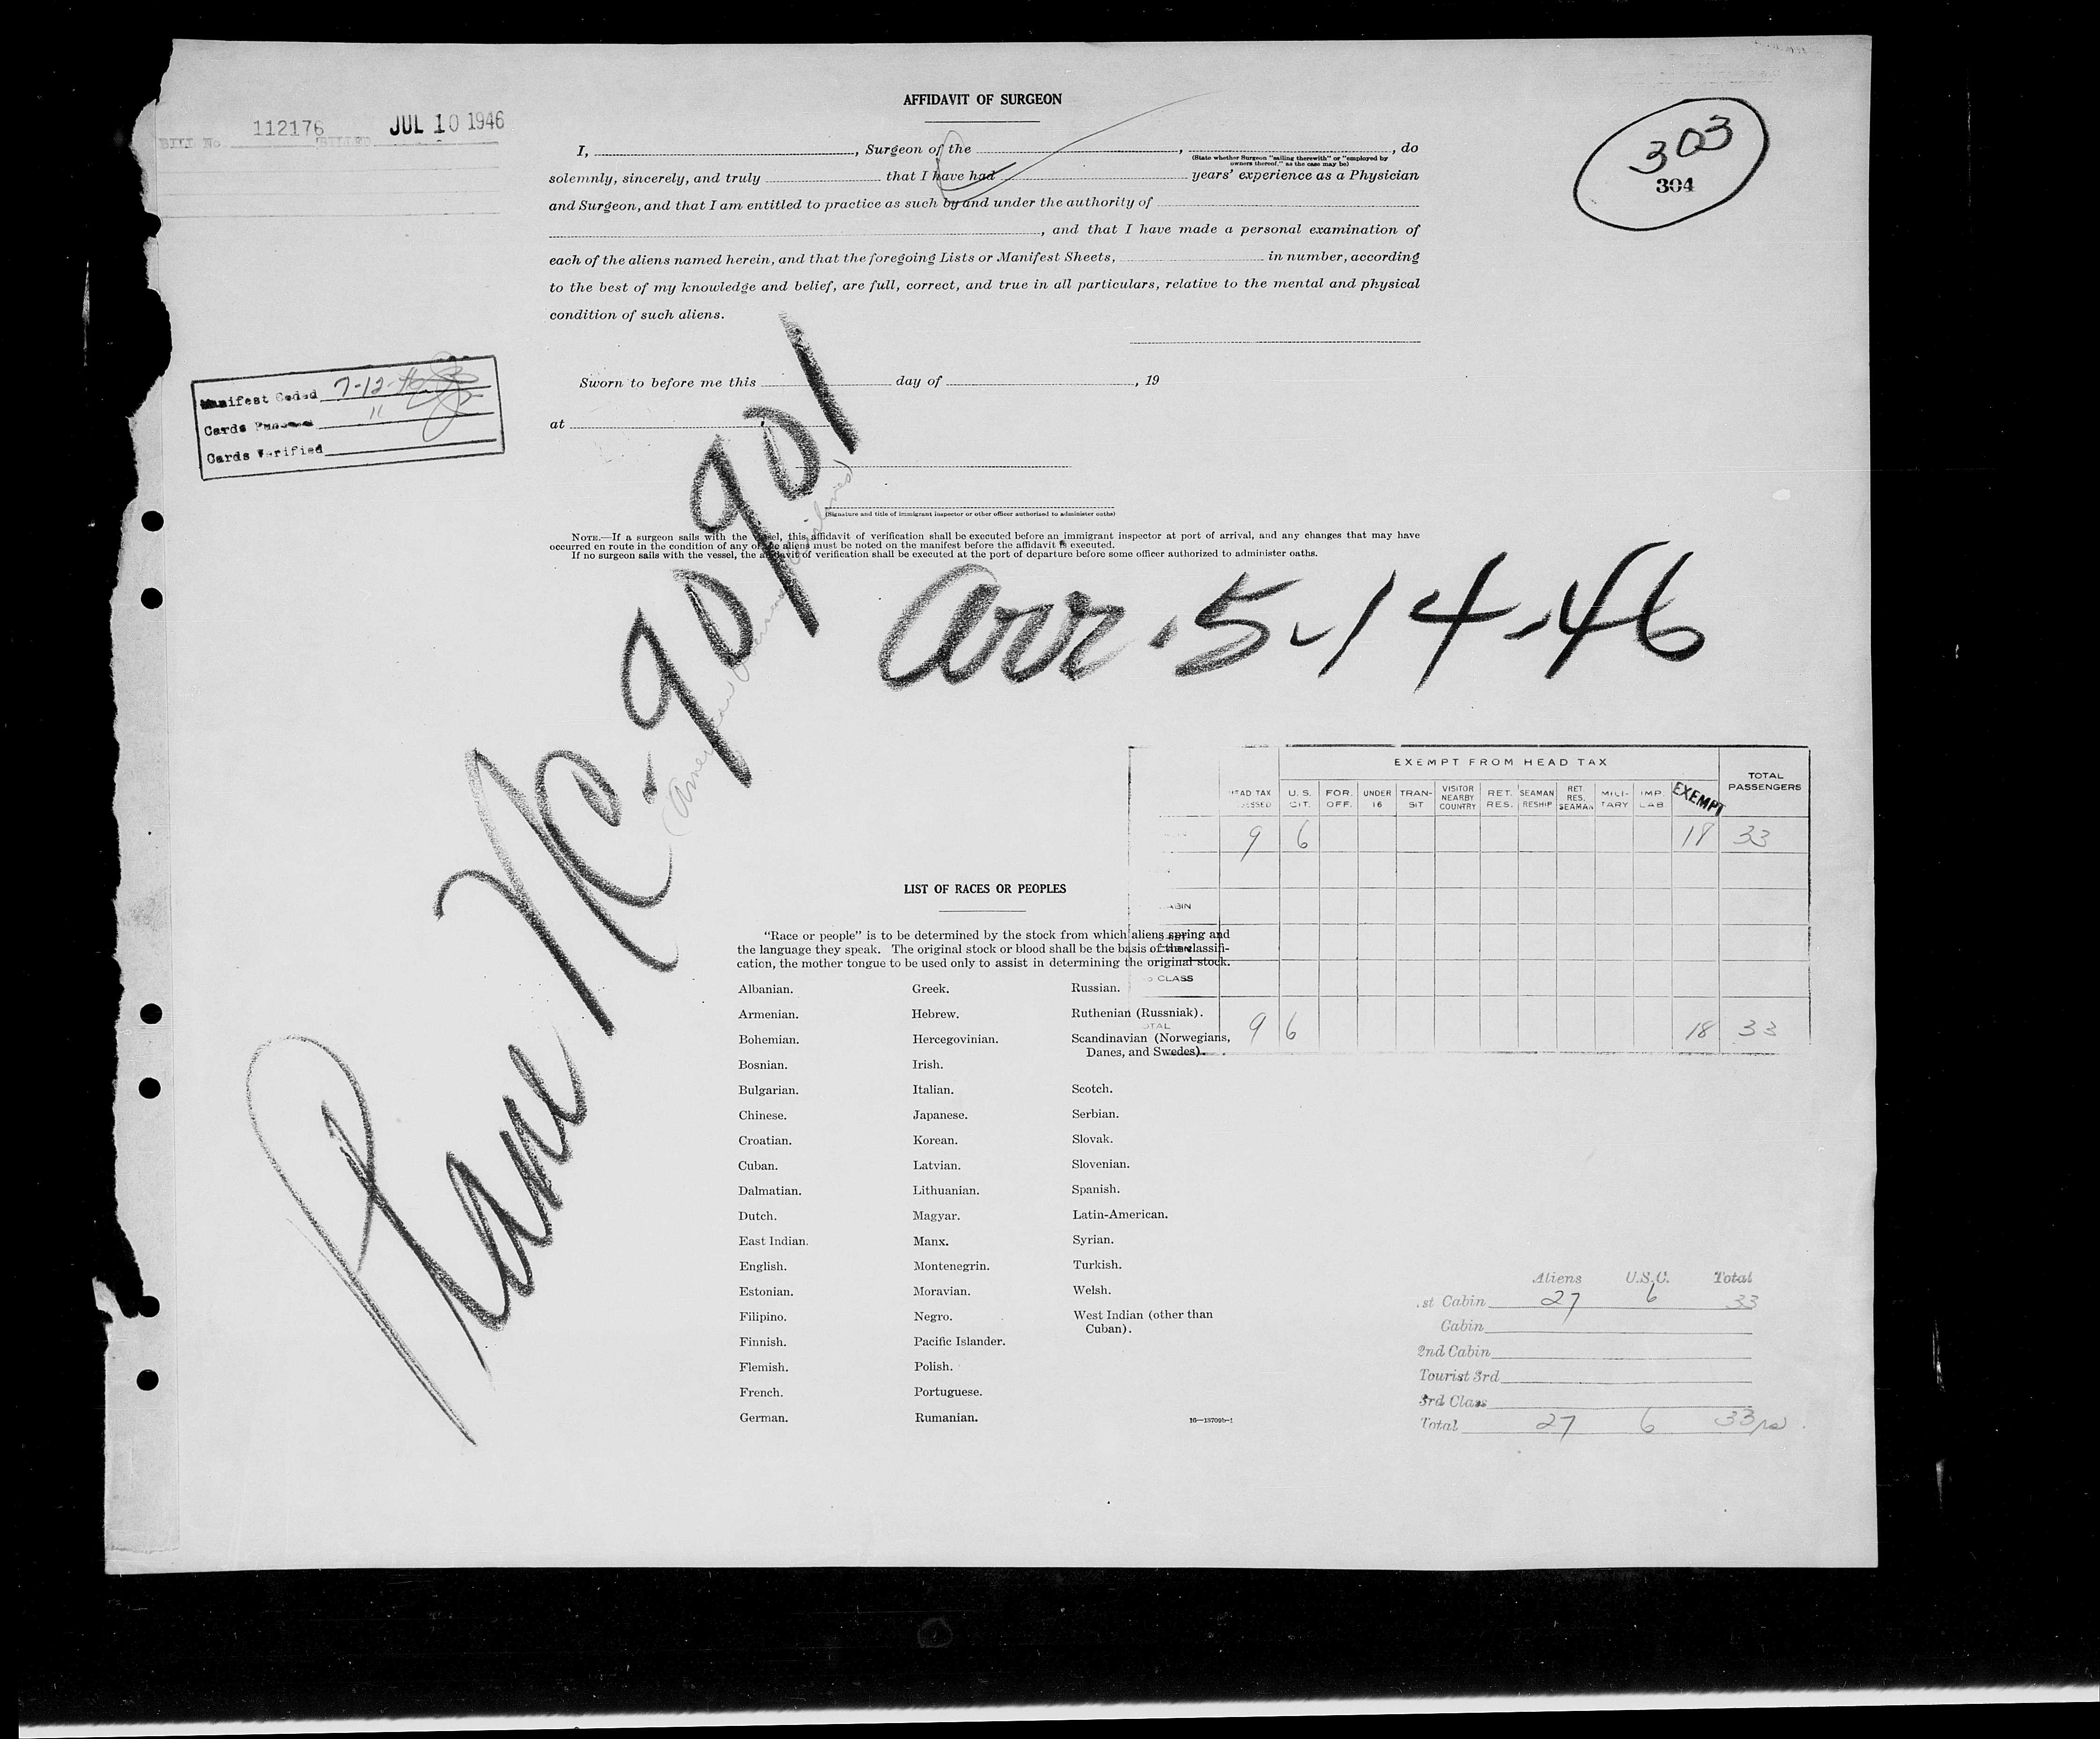 AFFIDAVIT OF SURGEON
BILL No. 112176 BILLED JUL 10 1946
303
304
I, , Surgeon of the , , do
(State whether Surgeon "sailing therewith" or "employed by
owners thereof," as the case may be)
solemnly, sincerely, and truly that I have had years' experience as a Physician
and Surgeon, and that I am entitled to practice as such by and under the authority of
, and that I have made a personal examination of
each of the aliens named herein, and that the foregoing Lists or Manifest Sheets, in number, according
to the best of my knowledge and belief, are full, correct, and true in all particulars, relative to the mental and physical
condition of such aliens.
Manifest Coded 7-12-46
Cards "
Cards Verified
Sworn to before me this day of , 19
at
(Signature and title of immigrant inspector or other officer authorized to administer oaths)
NOTE.—If a surgeon sails with the vessel, this affidavit of verification shall be executed before an immigrant inspector at port of arrival, and any changes that may have
occurred en route in the condition of any of the aliens must be noted on the manifest before the affidavit is executed.
If no surgeon sails with the vessel, the affidavit of verification shall be executed at the port of departure before some officer authorized to administer oaths.
Plane NC. 90901
arr. 5-14-46
EXEMPT FROM HEAD TAX
HEAD TAX U. S. FOR. UNDER TRAN- VISITOR RET. SEAMAN RET. MILI- IMP. EXEMPT TOTAL
CIT. OFF. 16 SIT NEARBY RES. RESHIP RES. TARY LAB PASSENGERS
COUNTRY SEAMAN
9 6 18 33
CLASS
9 6 18 33
LIST OF RACES OR PEOPLES
"Race or people" is to be determined by the stock from which aliens spring and
the language they speak. The original stock or blood shall be the basis of the classifi-
cation, the mother tongue to be used only to assist in determining the original stock.
Albanian. Greek. Russian.
Armenian. Hebrew. Ruthenian (Russniak).
Bohemian. Hercegovinian. Scandinavian (Norwegians,
Danes, and Swedes).
Bosnian. Irish.
Bulgarian. Italian. Scotch.
Chinese. Japanese. Serbian.
Croatian. Korean. Slovak.
Cuban. Latvian. Slovenian.
Dalmatian. Lithuanian. Spanish.
Dutch. Magyar. Latin-American.
East Indian. Manx. Syrian.
English. Montenegrin. Turkish.
Estonian. Moravian. Welsh.
Filipino. Negro. West Indian (other than
Cuban).
Finnish. Pacific Islander.
Flemish. Polish.
French. Portuguese.
German. Rumanian.
16—18709b-1
Aliens U.S.C. Total
st Cabin 27 6 33
Cabin
2nd Cabin
Tourist 3rd
3rd Class
Total 27 6 33